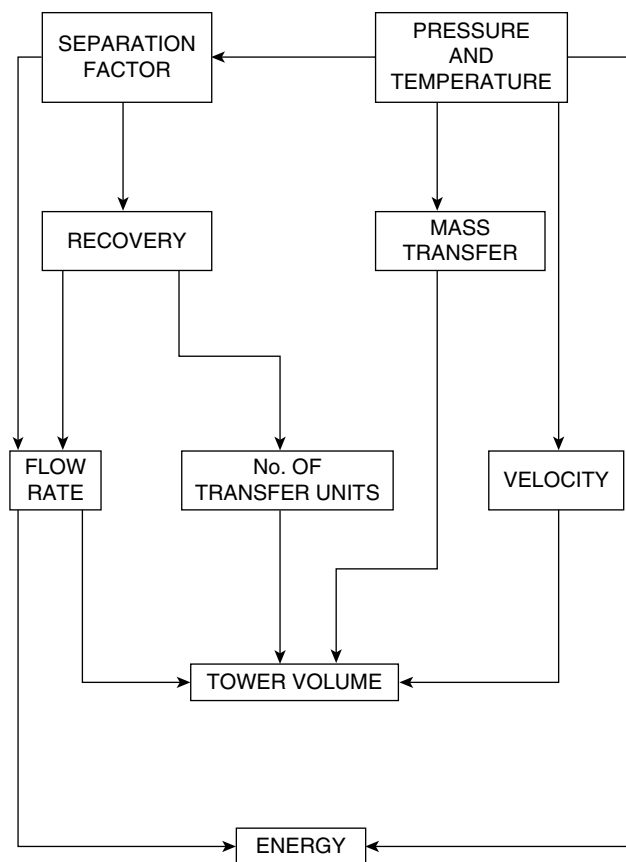 SEPARATION
FACTOR
PRESSURE
AND
TEMPERATURE
RECOVERY
MASS
TRANSFER
FLOW
RATE
No. OF
TRANSFER UNITS
VELOCITY
TOWER VOLUME
ENERGY